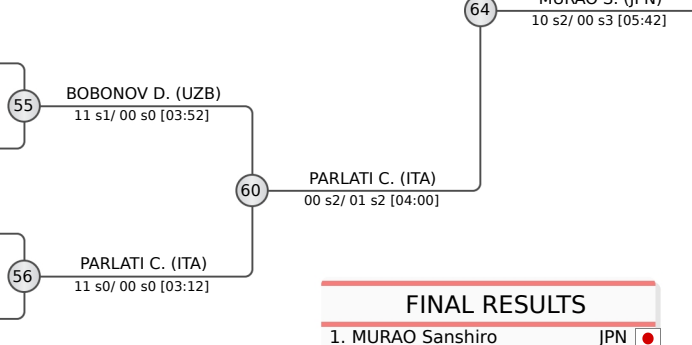 64
MURAO S. (JPN)
10 s2/ 00 s3 [05:42]
55
BOBONOV D. (UZB)
11 s1/ 00 s0 [03:52]
60
PARLATI C. (ITA)
00 s2/ 01 s2 [04:00]
56
PARLATI C. (ITA)
11 s0/ 00 s0 [03:12]
FINAL RESULTS
1. MURAO Sanshiro JPN